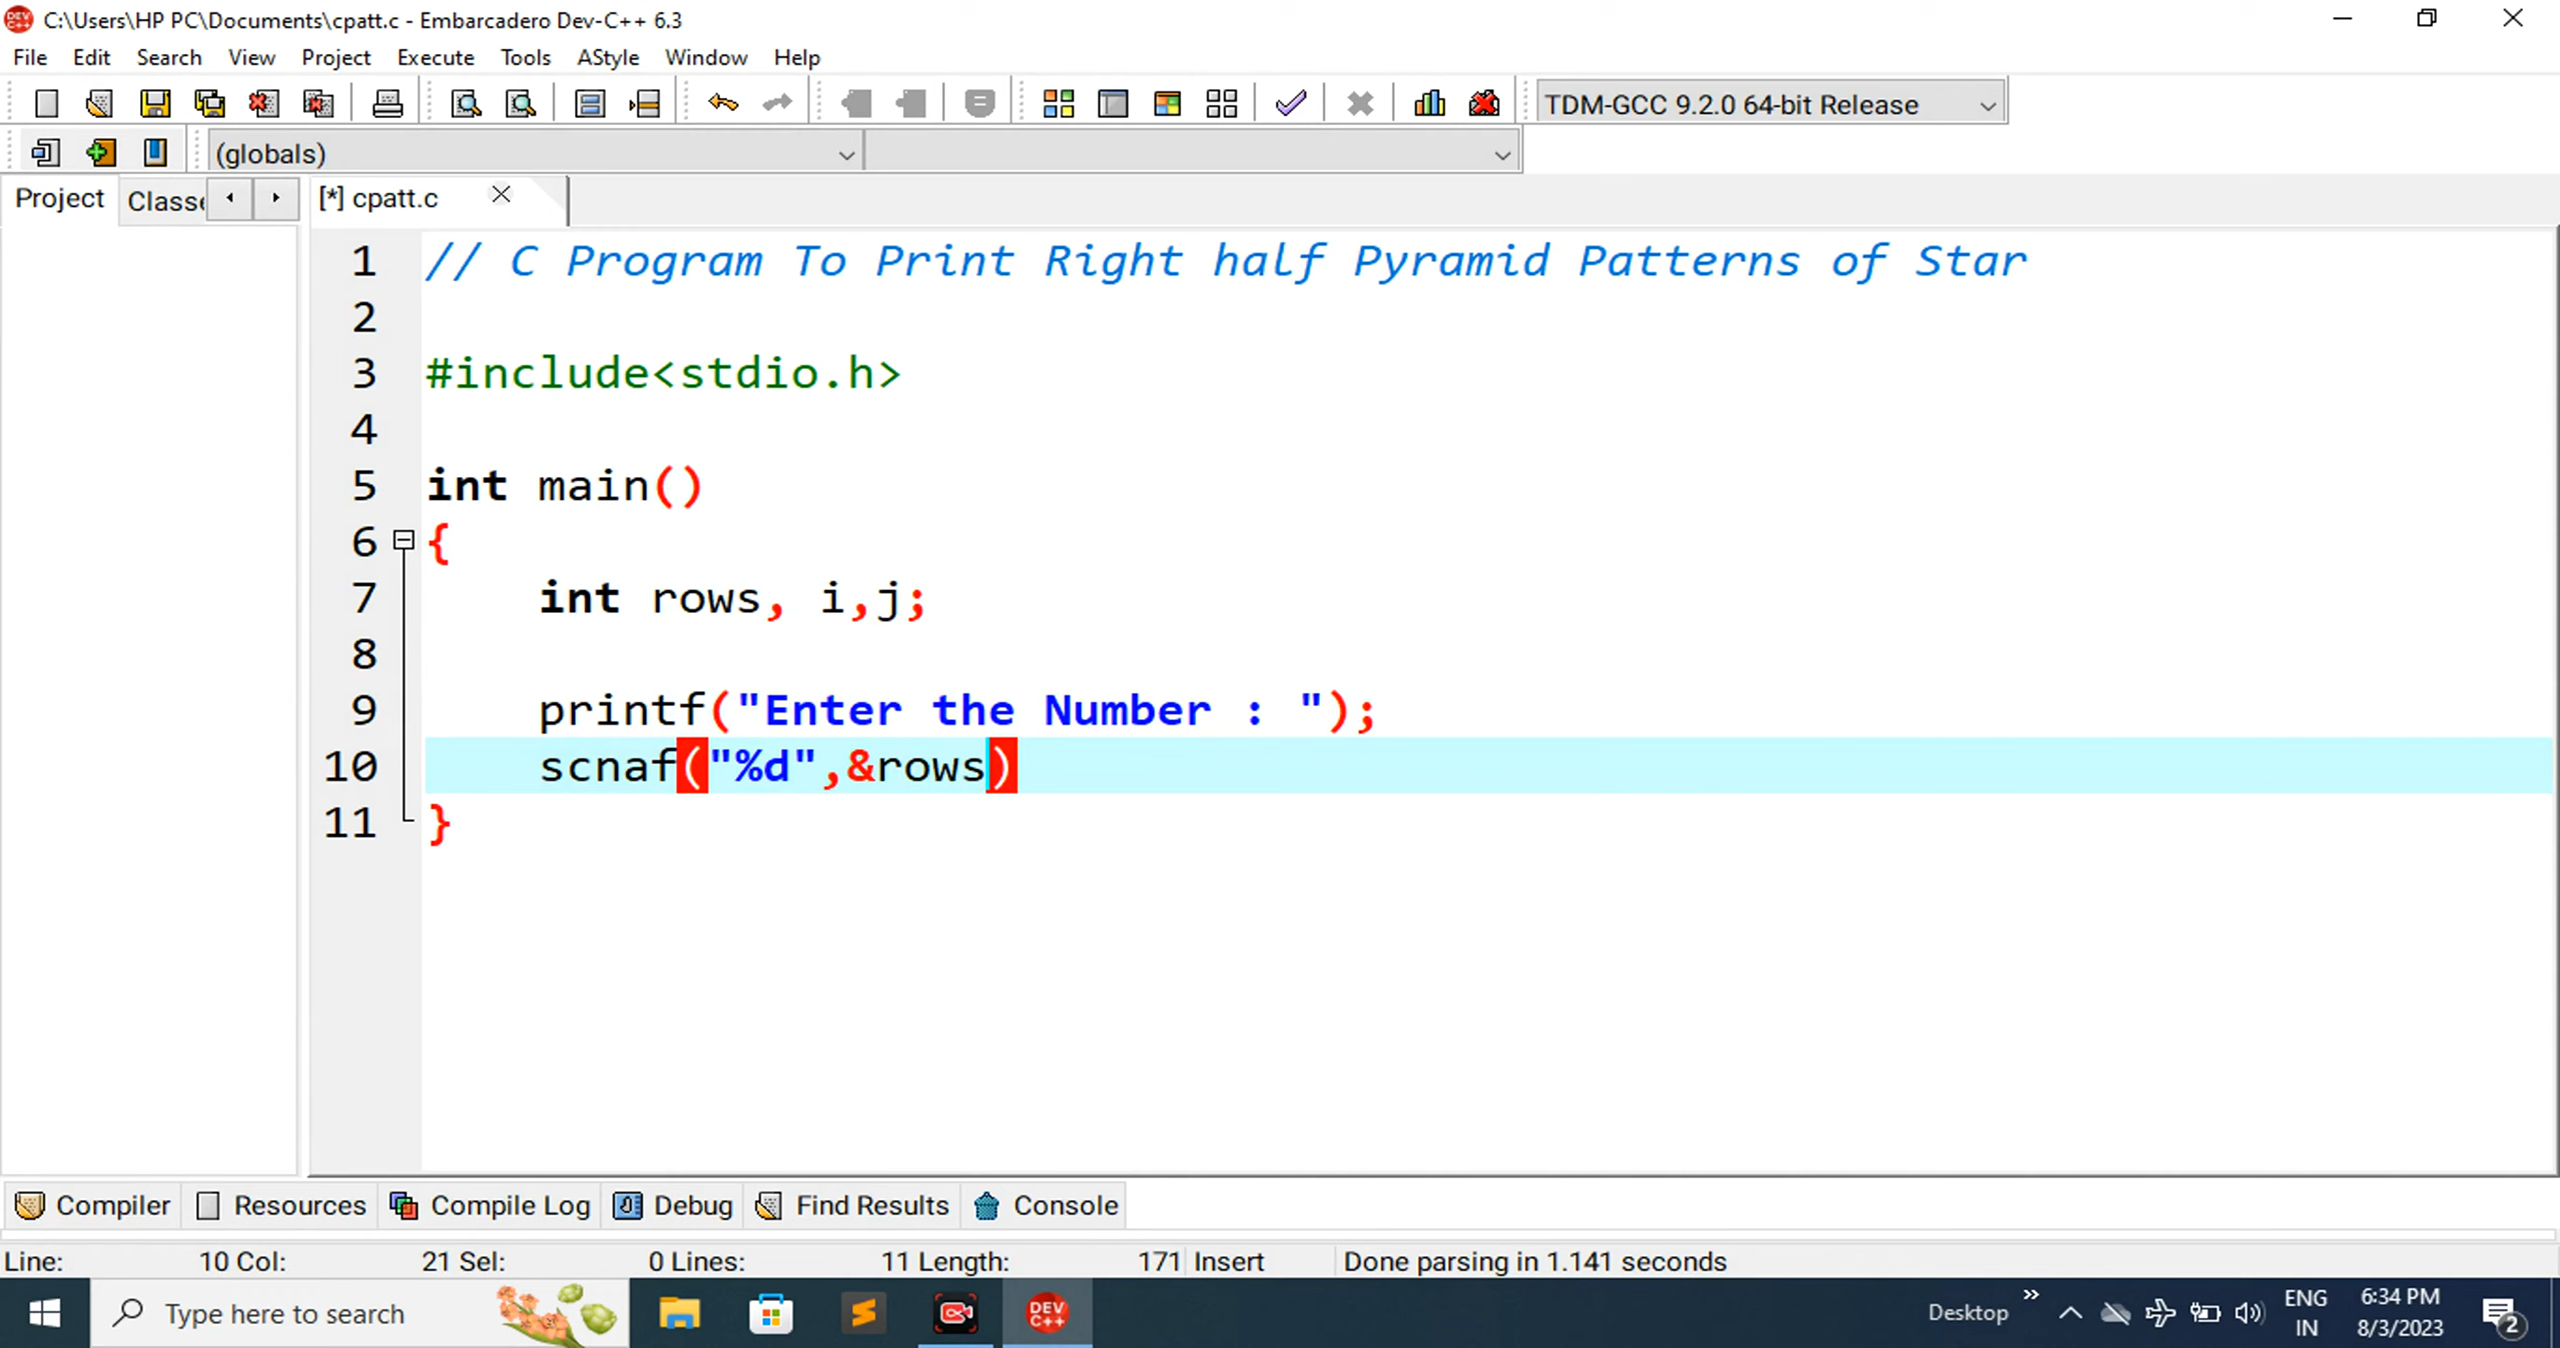 C:\Users\HP PC\Documents\cpatt.c - Embarcadero Dev-C++ 6.3
File Edit Search View Project Execute Tools AStyle Window Help
TDM-GCC 9.2.0 64-bit Release
(globals)
Project Classe [*] cpatt.c
1 // C Program To Print Right half Pyramid Patterns of Star
2
3 #include<stdio.h>
4
5 int main()
6 {
7 int rows, i,j;
8
9 printf("Enter the Number : ");
10 scnaf("%d",&rows)
11 }
Compiler Resources Compile Log Debug Find Results Console
Line: 10 Col: 21 Sel: 0 Lines: 11 Length: 171 Insert Done parsing in 1.141 seconds
Type here to search DEV C++ Desktop » ENG 6:34 PM
IN 8/3/2023 2